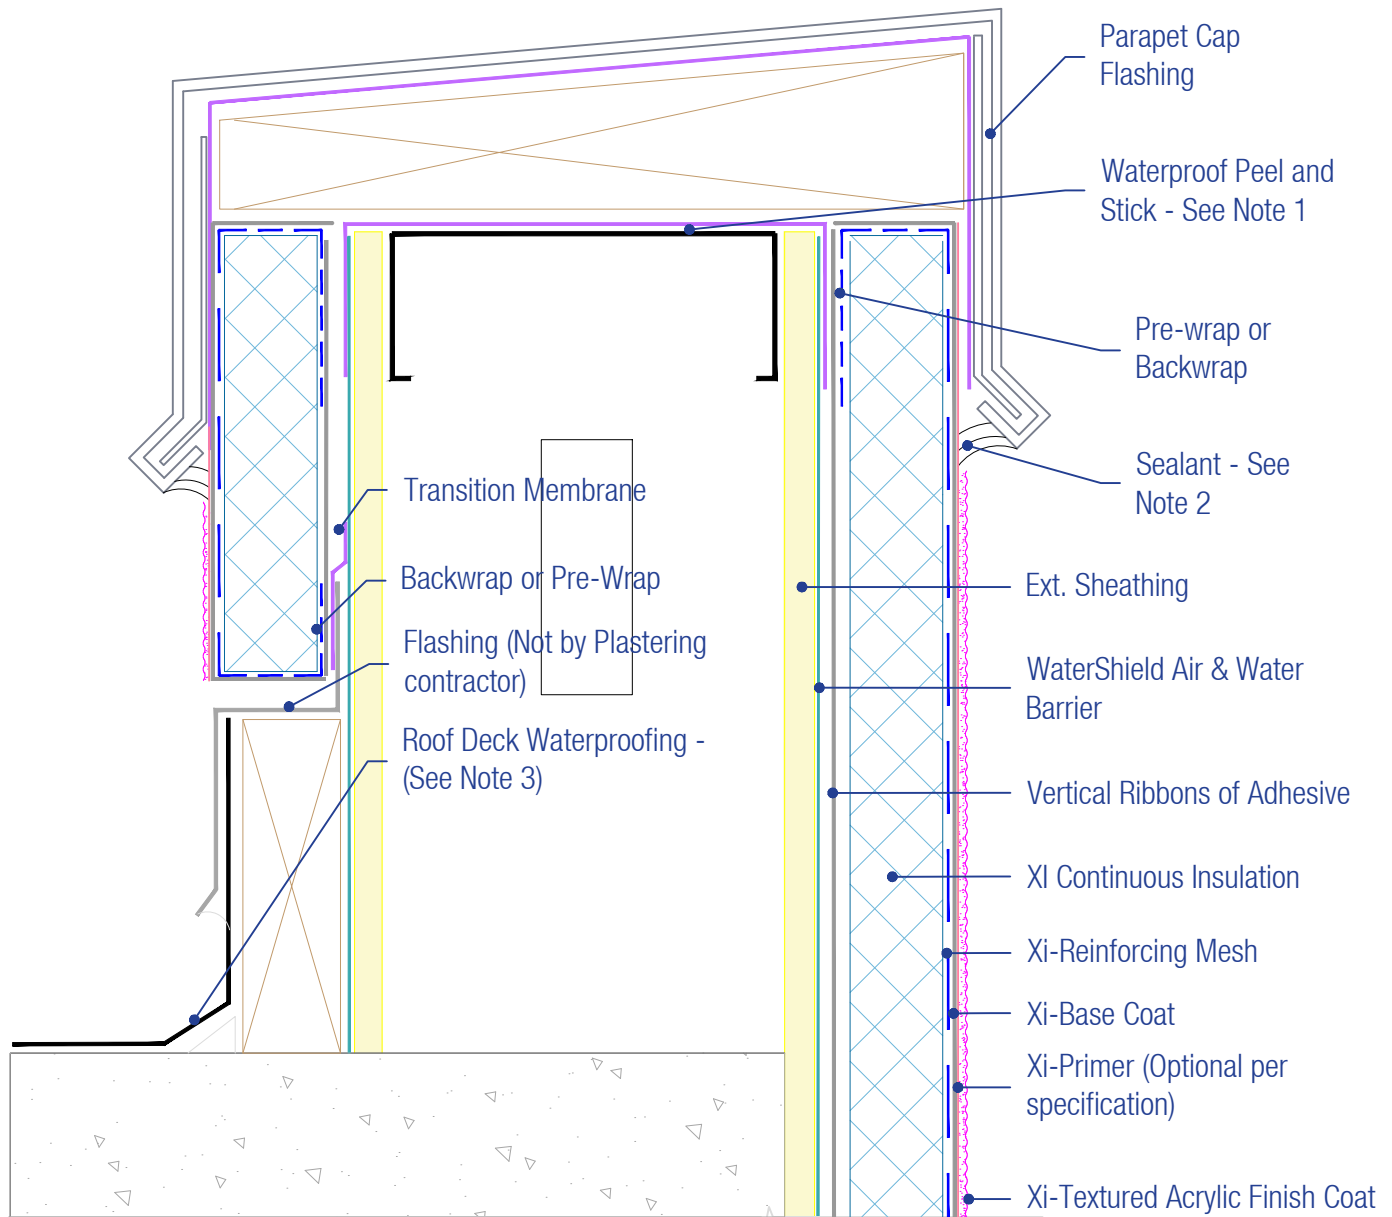 Parapet Cap
Flashing
Waterproof Peel and
Stick - See Note 1
Pre-wrap or
Backwrap
Sealant - See
Note 2
Transition Membrane
Backwrap or Pre-Wrap
Flashing (Not by Plastering
contractor)
Roof Deck Waterproofing -
(See Note 3)
Ext. Sheathing
WaterShield Air & Water
Barrier
Vertical Ribbons of Adhesive
XI Continuous Insulation
Xi-Reinforcing Mesh
Xi-Base Coat
Xi-Primer (Optional per
specification)
Xi-Textured Acrylic Finish Coat